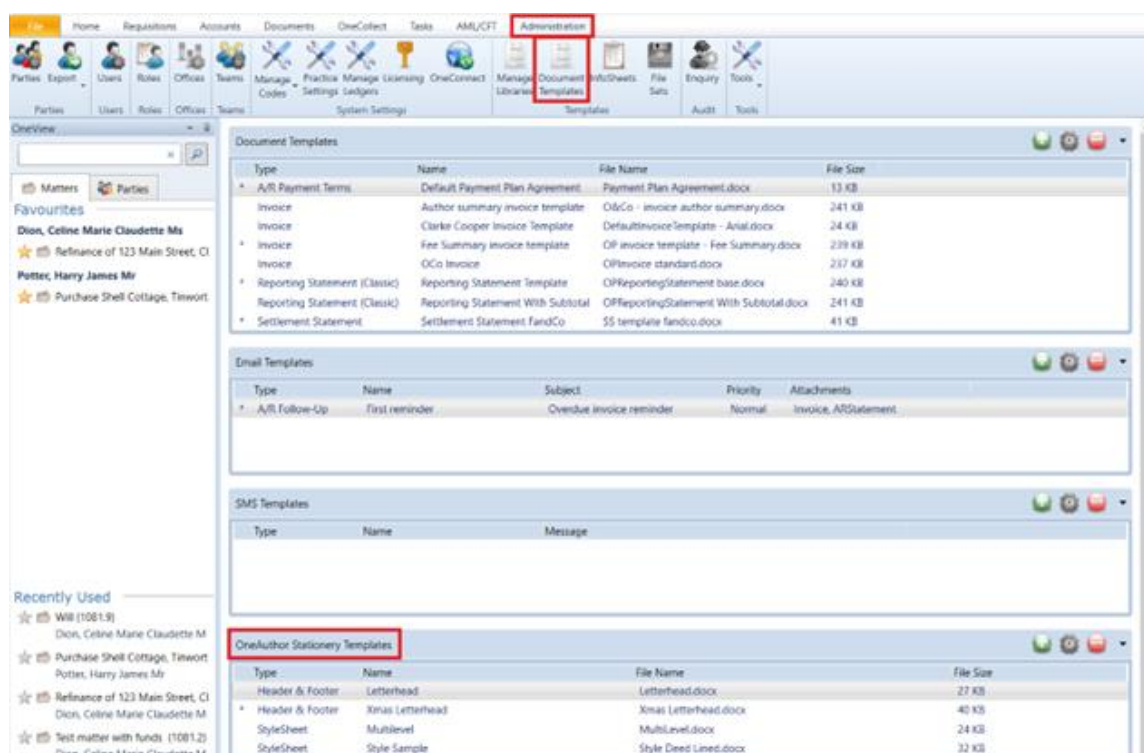 File Home Requisitions Accounts Documents OneCollect Tasks AML/CFT Administration
Parties Export Users Roles Offices Teams Manage Codes Practice Settings Manage Ledgers Licensing OneConnect Manage Libraries Document Templates InfoSheets File Sets Enquiry Tools
Parties Users Roles Offices Teams System Settings Templates Audit Tools
OneView
Matters Parties
Favourites
Dion, Celine Marie Claudette Ms
Refinance of 123 Main Street, Cl
Potter, Harry James Mr
Purchase Shell Cottage, Tinwort
Recently Used
Will (1081.9)
Dion, Celine Marie Claudette M
Purchase Shell Cottage, Tinwort
Potter, Harry James Mr
Refinance of 123 Main Street, Cl
Dion, Celine Marie Claudette M
Test matter with funds (1081.2)
Dion, Celine Marie Claudette M
Document Templates
Type Name File Name File Size
* A/R Payment Terms Default Payment Plan Agreement Payment Plan Agreement.docx 13 KB
Invoice Author summary invoice template O&Co - invoice author summary.docx 241 KB
Invoice Clarke Cooper Invoice Template DefaultInvoiceTemplate - Arial.docx 24 KB
* Invoice Fee Summary invoice template OP invoice template - Fee Summary.docx 239 KB
Invoice OCo Invoice OPInvoice standard.docx 237 KB
* Reporting Statement (Classic) Reporting Statement Template OPReportingStatement base.docx 240 KB
Reporting Statement (Classic) Reporting Statement With Subtotal OPReportingStatement With Subtotal.docx 241 KB
* Settlement Statement Settlement Statement FandCo SS template fandco.docx 41 KB
Email Templates
Type Name Subject Priority Attachments
* A/R Follow-Up First reminder Overdue invoice reminder Normal Invoice, ARStatement
SMS Templates
Type Name Message
OneAuthor Stationery Templates
Type Name File Name File Size
Header & Footer Letterhead Letterhead.docx 27 KB
* Header & Footer Xmas Letterhead Xmas Letterhead.docx 40 KB
StyleSheet Multilevel MultiLevel.docx 24 KB
StyleSheet Style Sample Style Deed Lined.docx 32 KB